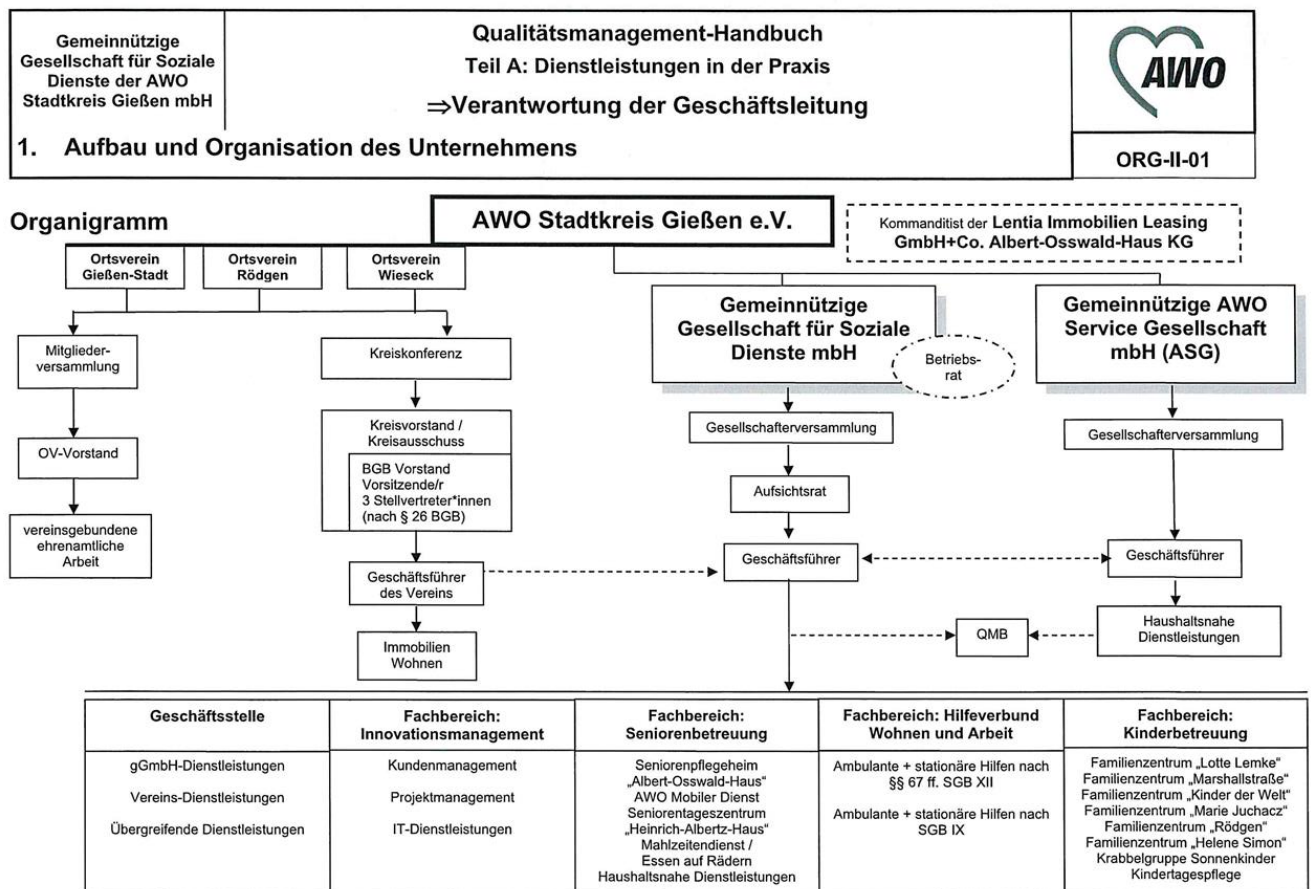 Gemeinnützige
Gesellschaft für Soziale
Dienste der AWO
Stadtkreis Gießen mbH
Qualitätsmanagement-Handbuch
Teil A: Dienstleistungen in der Praxis
⇒Verantwortung der Geschäftsleitung
AWO
1. Aufbau und Organisation des Unternehmens
ORG-II-01
Organigramm
AWO Stadtkreis Gießen e.V.
Kommanditist der Lentia Immobilien Leasing
GmbH+Co. Albert-Osswald-Haus KG
Ortsverein
Gießen-Stadt
Ortsverein
Rödgen
Ortsverein
Wieseck
Gemeinnützige
Gesellschaft für Soziale
Dienste mbH
Betriebs-
rat
Gemeinnützige AWO
Service Gesellschaft
mbH (ASG)
Mitglieder-
versammlung
OV-Vorstand
vereinsgebundene
ehrenamtliche
Arbeit
Kreiskonferenz
Kreisvorstand /
Kreisausschuss
BGB Vorstand
Vorsitzende/r
3 Stellvertreter*innen
(nach § 26 BGB)
Geschäftsführer
des Vereins
Immobilien
Wohnen
Gesellschafterversammlung
Aufsichtsrat
Geschäftsführer
Gesellschafterversammlung
Geschäftsführer
QMB
Haushaltsnahe
Dienstleistungen
Geschäftsstelle
gGmbH-Dienstleistungen
Vereins-Dienstleistungen
Übergreifende Dienstleistungen
Fachbereich:
Innovationsmanagement
Kundenmanagement
Projektmanagement
IT-Dienstleistungen
Fachbereich:
Seniorenbetreuung
Seniorenpflegeheim
„Albert-Osswald-Haus“
AWO Mobiler Dienst
Seniorentageszentrum
„Heinrich-Albertz-Haus“
Mahlzeitendienst /
Essen auf Rädern
Haushaltsnahe Dienstleistungen
Fachbereich: Hilfeverbund
Wohnen und Arbeit
Ambulante + stationäre Hilfen nach
§§ 67 ff. SGB XII
Ambulante + stationäre Hilfen nach
SGB IX
Fachbereich:
Kinderbetreuung
Familienzentrum „Lotte Lemke“
Familienzentrum „Marshallstraße“
Familienzentrum „Kinder der Welt“
Familienzentrum „Marie Juchacz“
Familienzentrum „Rödgen“
Familienzentrum „Helene Simon“
Krabbelgruppe Sonnenkinder
Kindertagespflege